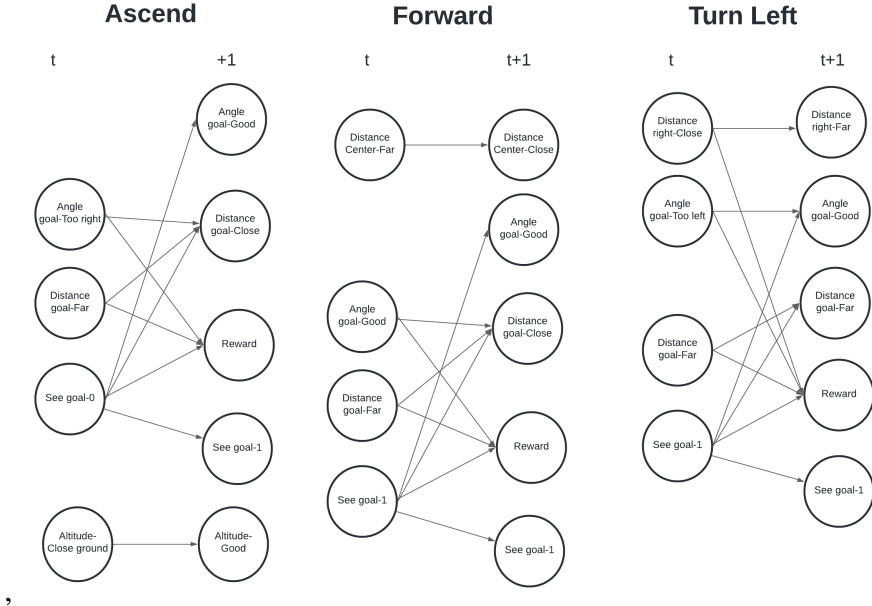 Ascend
t
+1
Angle
goal-Good
Angle
goal-Too right
Distance
goal-Close
Distance
goal-Far
Reward
See goal-0
See goal-1
Altitude-
Close ground
Altitude-
Good
Forward
t
t+1
Distance
Center-Far
Distance
Center-Close
Angle
goal-Good
Angle
goal-Good
Distance
goal-Close
Distance
goal-Far
Reward
See goal-1
See goal-1
Turn Left
t
t+1
Distance
right-Close
Distance
right-Far
Angle
goal-Too left
Angle
goal-Good
Distance
goal-Far
Distance
goal-Far
Reward
See goal-1
See goal-1
,